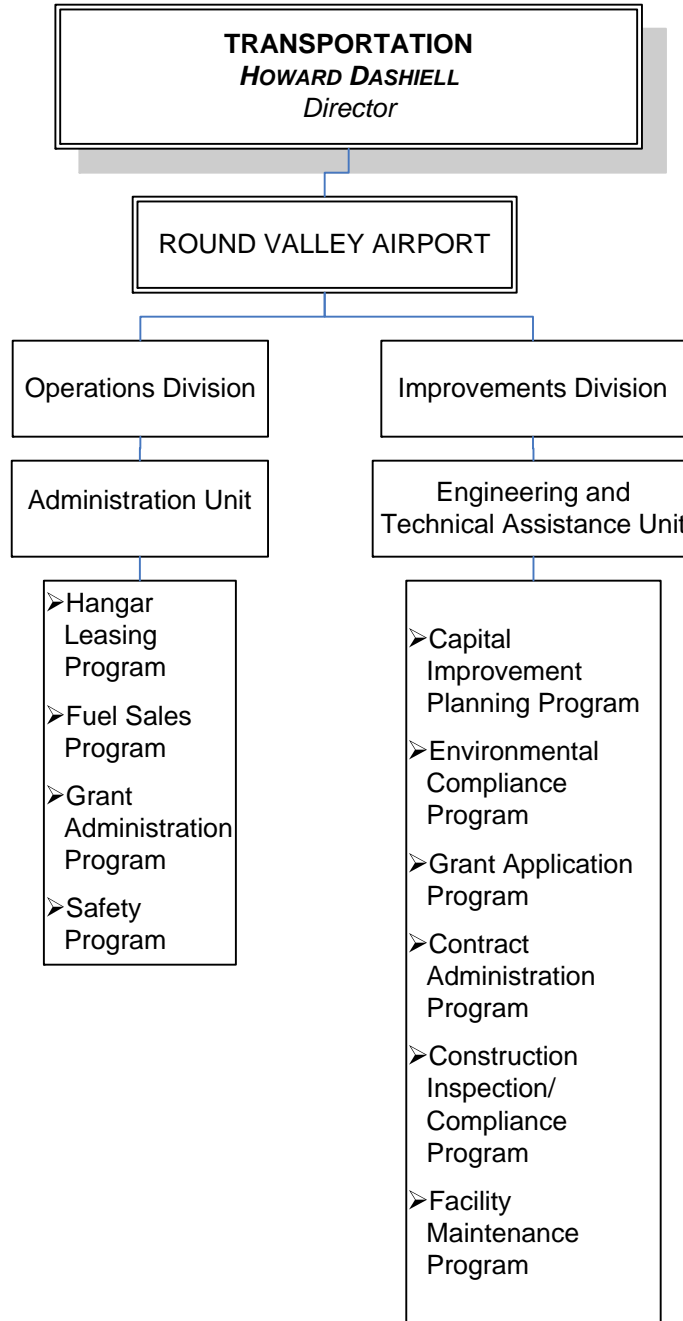 TRANSPORTATION
HOWARD DASHIELL
Director
ROUND VALLEY AIRPORT
Operations Division
Improvements Division
Administration Unit
Engineering and
Technical Assistance Unit
➢Hangar
Leasing
Program
➢Fuel Sales
Program
➢Grant
Administration
Program
➢Safety
Program
➢Capital
Improvement
Planning Program
➢Environmental
Compliance
Program
➢Grant Application
Program
➢Contract
Administration
Program
➢Construction
Inspection/
Compliance
Program
➢Facility
Maintenance
Program